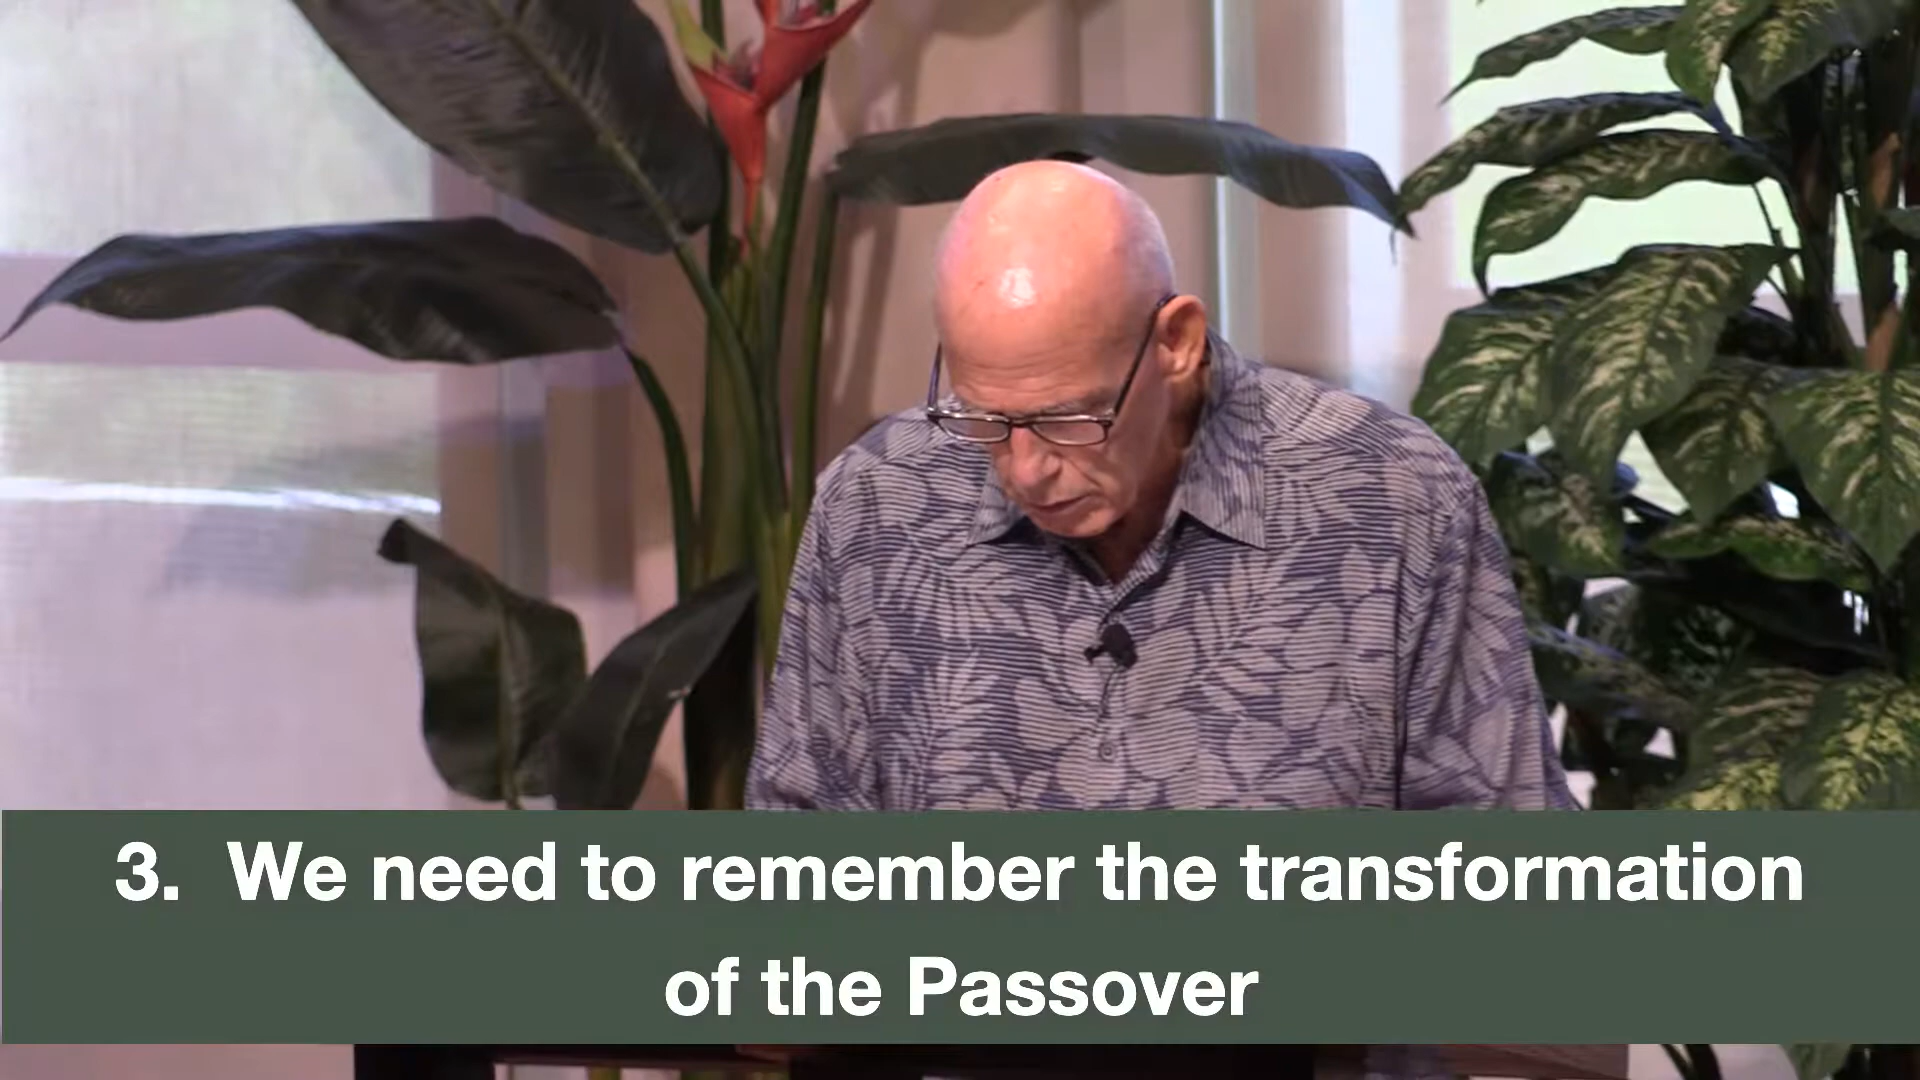 3. We need to remember the transformation
of the Passover